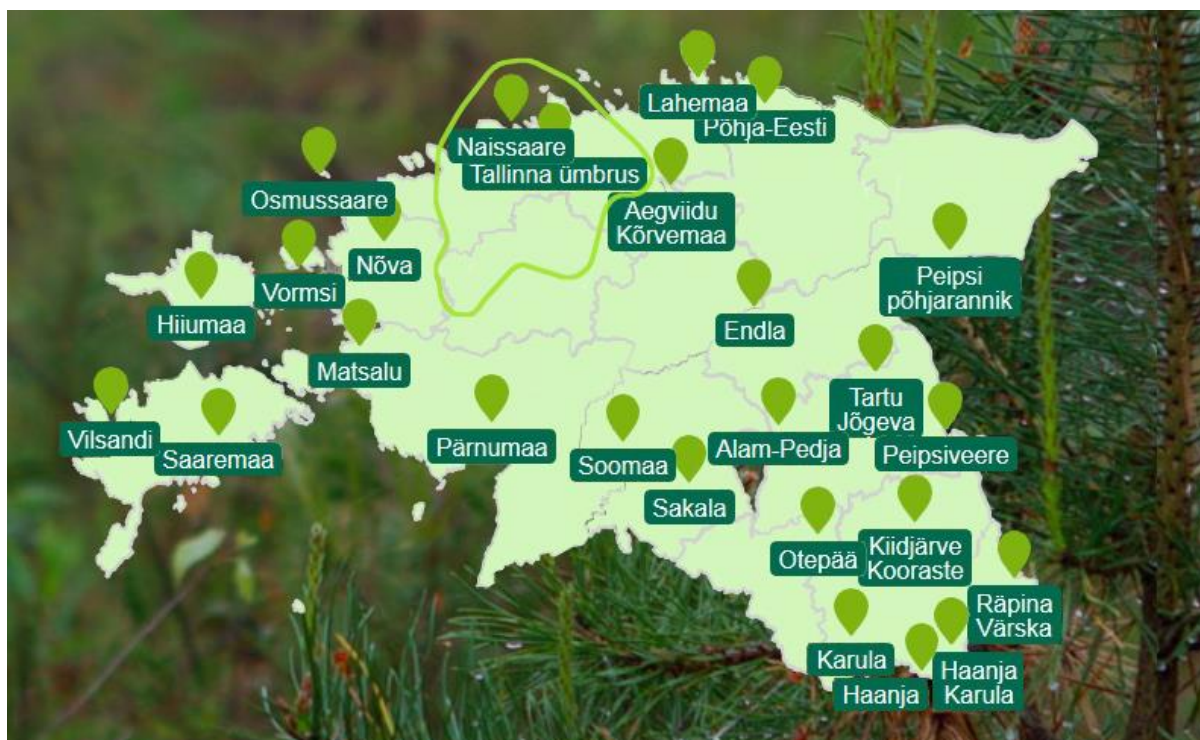 Lahemaa
Põhja-Eesti
Naissaare
Tallinna ümbrus
Osmussaare
Aegviidu
Kõrvemaa
Nõva
Vormsi
Hiiumaa
Peipsi
põhjarannik
Endla
Matsalu
Tartu
Jõgeva
Vilsandi
Saaremaa
Pärnumaa
Soomaa
Alam-Pedja
Peipsiveere
Sakala
Otepää
Kiidjärve
Kooraste
Räpina
Värska
Karula
Haanja
Haanja
Karula